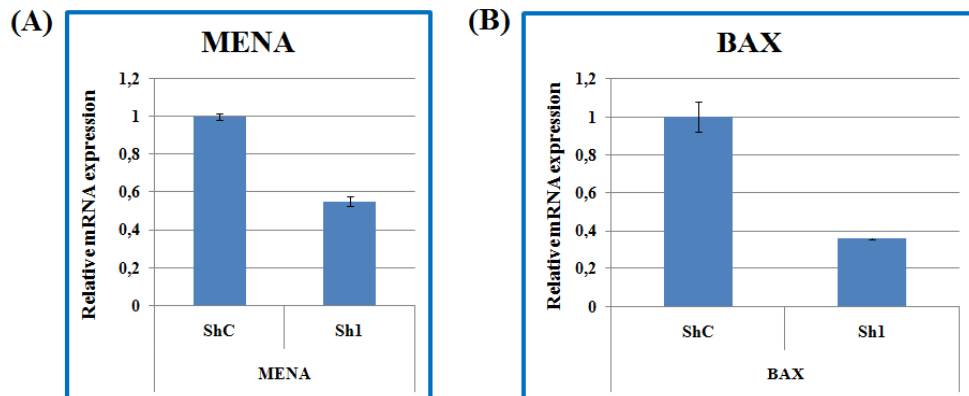 (A)
MENA
Relative mRNA expression
1,2
1
0,8
0,6
0,4
0,2
0
ShC Sh1
MENA
(B)
BAX
Relative mRNA expression
1,2
1
0,8
0,6
0,4
0,2
0
ShC Sh1
BAX